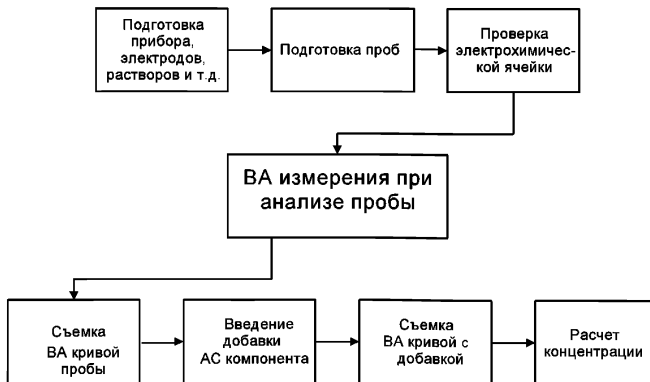 Подготовка
прибора,
электродов,
растворов и т.д.
Подготовка проб
Проверка
электрохимичес-
кой ячейки
ВА измерения при
анализе пробы
Съемка
ВА кривой
пробы
Введение
добавки
АС компонента
Съемка
ВА кривой с
добавкой
Расчет
концентрации